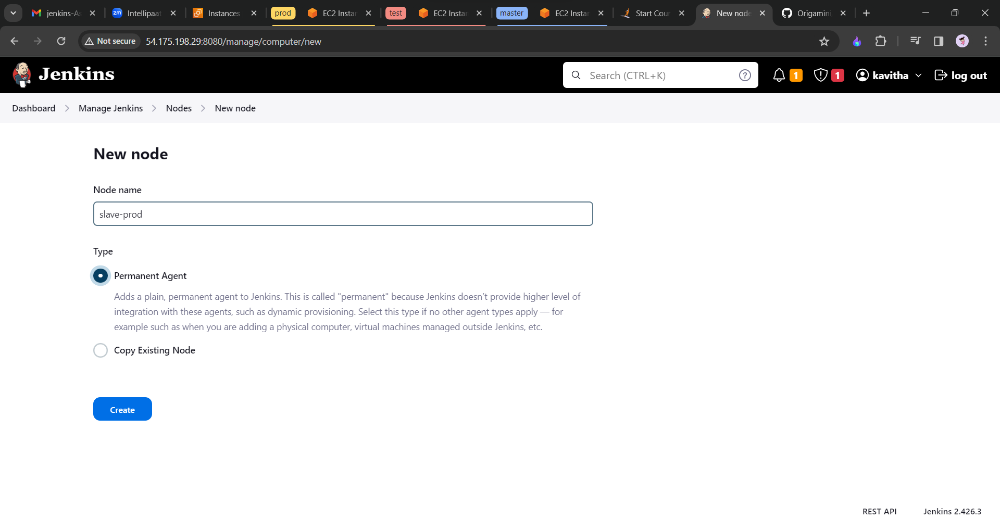 jenkins-As
Intellipaat
Instances
prod
EC2 Instan
test
EC2 Instan
master
EC2 Instan
Start Cour
New node
Origamini
Not secure
54.175.198.29:8080/manage/computer/new
Jenkins
Search (CTRL+K)
1
1
kavitha
log out
Dashboard
Manage Jenkins
Nodes
New node
New node
Node name
slave-prod
Type
Permanent Agent
Adds a plain, permanent agent to Jenkins. This is called "permanent" because Jenkins doesn’t provide higher level of
integration with these agents, such as dynamic provisioning. Select this type if no other agent types apply — for
example such as when you are adding a physical computer, virtual machines managed outside Jenkins, etc.
Copy Existing Node
Create
REST API
Jenkins 2.426.3